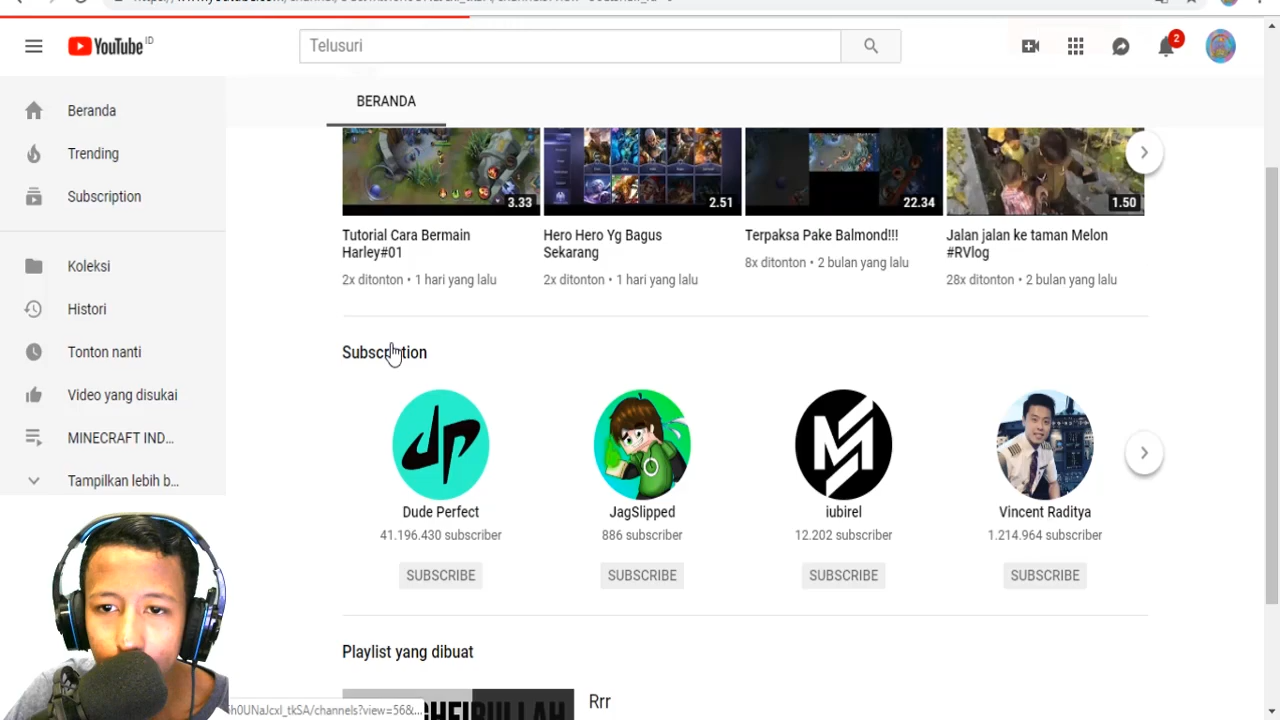 YouTube ID
Telusuri
2
Beranda
Trending
Subscription
Koleksi
Histori
Tonton nanti
Video yang disukai
MINECRAFT IND...
Tampilkan lebih b...
BERANDA
3.33
2.51
22.34
1.50
Tutorial Cara Bermain
Harley#01
2x ditonton • 1 hari yang lalu
Hero Hero Yg Bagus
Sekarang
2x ditonton • 1 hari yang lalu
Terpaksa Pake Balmond!!!
8x ditonton • 2 bulan yang lalu
Jalan jalan ke taman Melon
#RVlog
28x ditonton • 2 bulan yang lalu
Subscription
Dude Perfect
41.196.430 subscriber
SUBSCRIBE
JagSlipped
886 subscriber
SUBSCRIBE
iubirel
12.202 subscriber
SUBSCRIBE
Vincent Raditya
1.214.964 subscriber
SUBSCRIBE
Playlist yang dibuat
Rrr